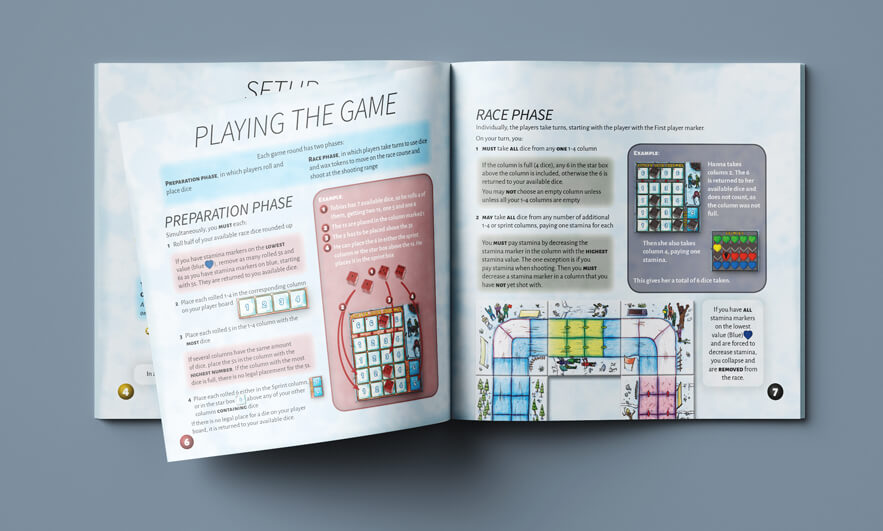 SETUP
4
PLAYING THE GAME
Each game round has two phases:
PREPARATION PHASE, in which players roll and
place dice
RACE PHASE, in which players take turns to use dice
and wax tokens to move on the race course and
shoot at the shooting range
PREPARATION PHASE
Simultaneously, you MUST each:
1 Roll half of your available race dice rounded up
If you have stamina markers on the LOWEST
value (blue ), remove as many rolled 5s and
6s as you have stamina markers on blue, starting
with 5s. They are returned to you available dice.
2 Place each rolled 1-4 in the corresponding column
on your player board.
1 2 3 4
3 Place each rolled 5 in the 1-4 column with the
MOST dice
If several columns have the same amount
of dice, place the 5s in the column with the
HIGHEST NUMBER. If the column with the most
dice is full, there is no legal placement for the 5s.
4 Place each rolled 6 either in the Sprint column,
or in the star box above any of your other
columns CONTAINING dice
If there is no legal place for a die on your player
board, it is returned to your available dice.
6
EXAMPLE:
1 Tobias has 7 available dice, so he rolls 4 of
them, getting two 1s, one 5 and one 6
2 The 1s are placed in the column marked 1
3 The 5 has to be placed above the 1s
4 He can place the 6 in either the sprint
column or the star box above the 1s. He
places it in the sprint box
RACE PHASE
Individually, the players take turns, starting with the player with the First player marker.
On your turn, you:
1 MUST take ALL dice from any ONE 1-4 column
If the column is full (4 dice), any 6 in the star box
above the column is included, otherwise the 6 is
returned to your available dice.
You may NOT choose an empty column unless
unless all your 1-4 columns are empty
2 MAY take ALL dice from any number of additional
1-4 or sprint columns, paying one stamina for each
You MUST pay stamina by decreasing the
stamina marker in the column with the HIGHEST
stamina value. The one exception is if you
pay stamina when shooting. Then you MUST
decrease a stamina marker in a column that you
have NOT yet shot with.
EXAMPLE:
Hanna takes
column 2. The 6
is returned to her
available dice and
does not count, as
the column was not
full.
Then she also takes
column 4, paying one
stamina.
This gives her a total of 6 dice taken.
If you have ALL
stamina markers
on the lowest
value (Blue)
and are forced to
decrease stamina,
you collapse and
are REMOVED from
the race.
7